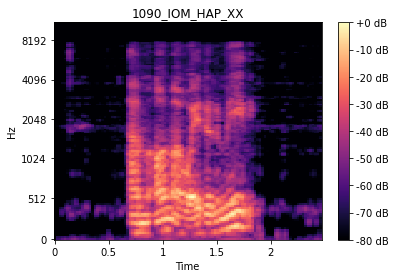 1090_IOM_HAP_XX
+0 dB
8192
-10 dB
4096
-20 dB
-30 dB
2048
Hz
-40 dB
1024
-50 dB
512
-60 dB
-70 dB
0
-80 dB
0 0.5 1 1.5 2
Time